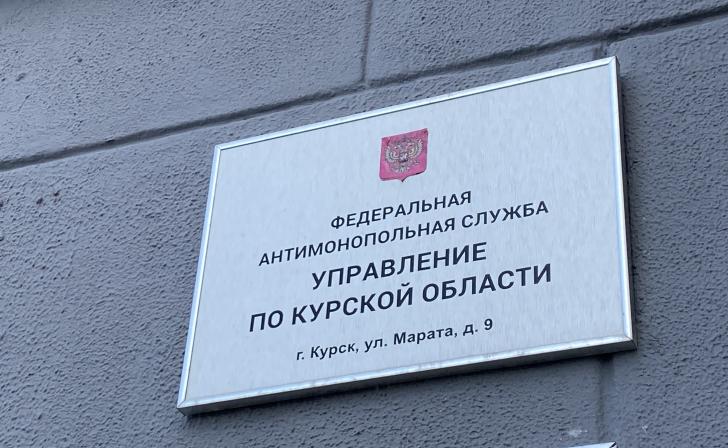 ФЕДЕРАЛЬНАЯ
АНТИМОНОПОЛЬНАЯ СЛУЖБА
УПРАВЛЕНИЕ
ПО КУРСКОЙ ОБЛАСТИ
г. Курск, ул. Марата, д. 9